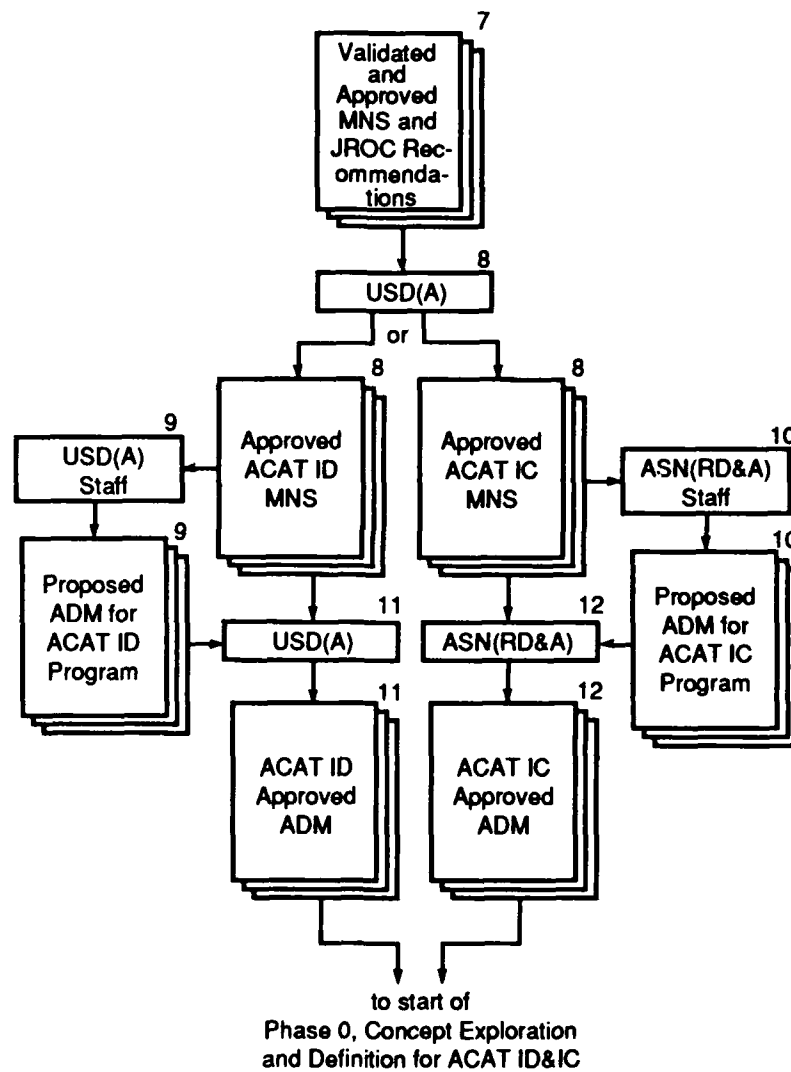 7
Validated
and
Approved
MNS and
JROC Rec-
ommenda-
tions
8
USD(A)
or
8
Approved
ACAT ID
MNS
8
Approved
ACAT IC
MNS
9
USD(A)
Staff
10
ASN(RD&A)
Staff
9
Proposed
ADM for
ACAT ID
Program
10
Proposed
ADM for
ACAT IC
Program
11
USD(A)
12
ASN(RD&A)
11
ACAT ID
Approved
ADM
12
ACAT IC
Approved
ADM
to start of
Phase 0, Concept Exploration
and Definition for ACAT ID&IC